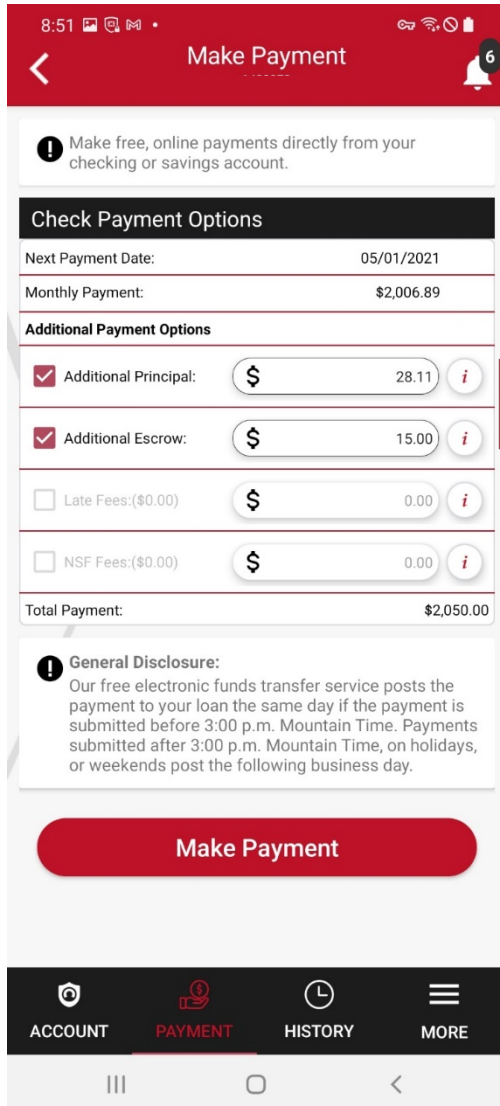 8:51
Make Payment
6
Make free, online payments directly from your
checking or savings account.
Check Payment Options
Next Payment Date: 05/01/2021
Monthly Payment: $2,006.89
Additional Payment Options
Additional Principal: $ 28.11 i
Additional Escrow: $ 15.00 i
Late Fees:($0.00) $ 0.00 i
NSF Fees:($0.00) $ 0.00 i
Total Payment: $2,050.00
General Disclosure:
Our free electronic funds transfer service posts the
payment to your loan the same day if the payment is
submitted before 3:00 p.m. Mountain Time. Payments
submitted after 3:00 p.m. Mountain Time, on holidays,
or weekends post the following business day.
Make Payment
ACCOUNT PAYMENT HISTORY MORE